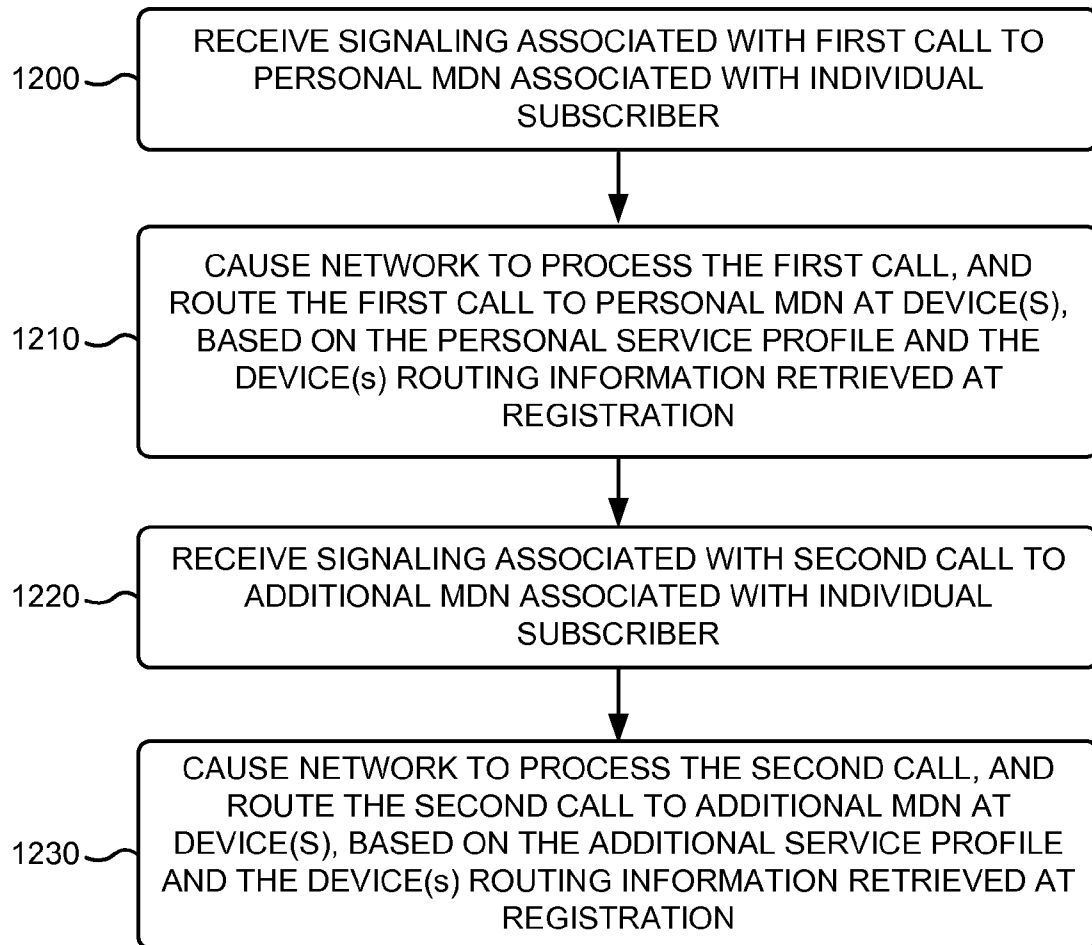 RECEIVE SIGNALING ASSOCIATED WITH FIRST CALL TO
1200
PERSONAL MDN ASSOCIATED WITH INDIVIDUAL
SUBSCRIBER
CAUSE NETWORK TO PROCESS THE FIRST CALL, AND
ROUTE THE FIRST CALL TO PERSONAL MDN AT DEVICE(S),
1210
BASED ON THE PERSONAL SERVICE PROFILE AND THE
DEVICE(s) ROUTING INFORMATION RETRIEVED AT
REGISTRATION
RECEIVE SIGNALING ASSOCIATED WITH SECOND CALL TO
1220
ADDITIONAL MDN ASSOCIATED WITH INDIVIDUAL
SUBSCRIBER
CAUSE NETWORK TO PROCESS THE SECOND CALL, AND
ROUTE THE SECOND CALL TO ADDITIONAL MDN AT
1230
DEVICE(S), BASED ON THE ADDITIONAL SERVICE PROFILE
AND THE DEVICE(s) ROUTING INFORMATION RETRIEVED AT
REGISTRATION